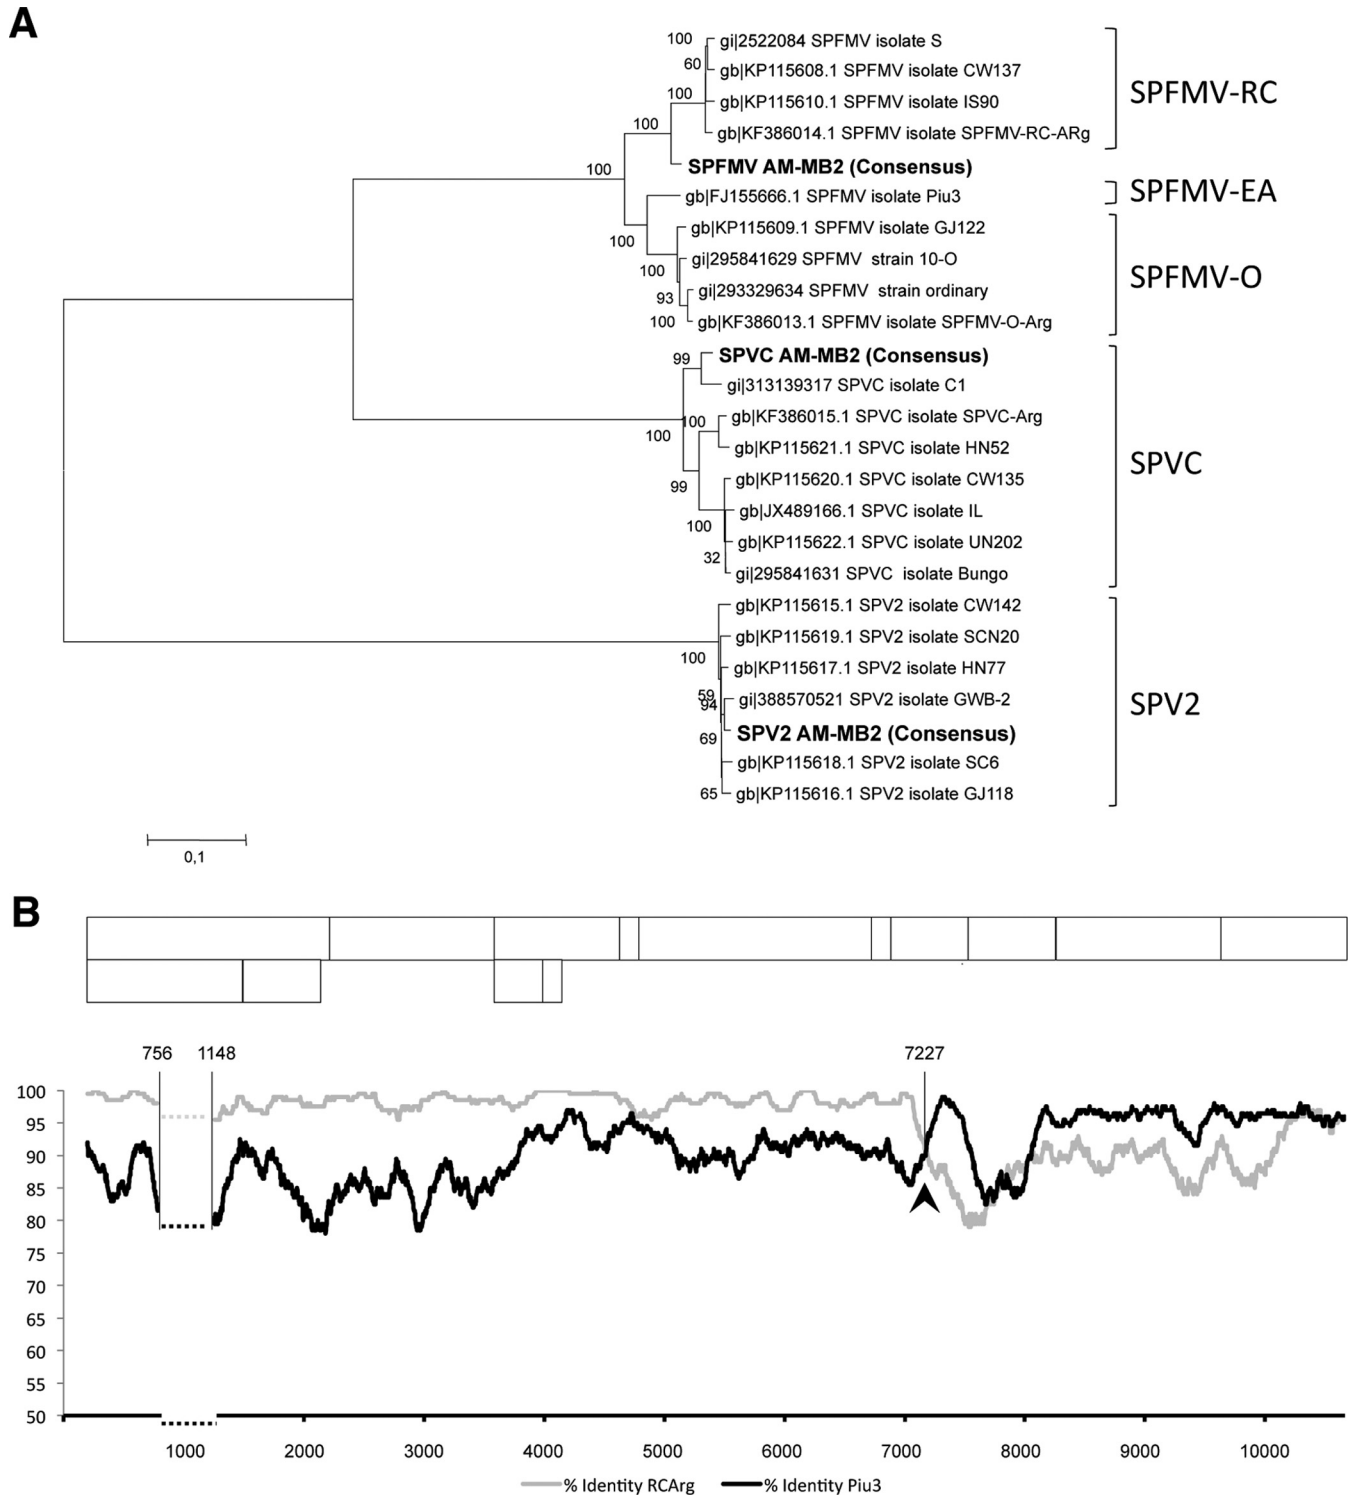 A
100 gi|2522084 SPFMV isolate S
60 gb|KP115608.1 SPFMV isolate CW137
100 gb|KP115610.1 SPFMV isolate IS90
SPFMV-RC
100 gb|KF386014.1 SPFMV isolate SPFMV-RC-ARg
100 SPFMV AM-MB2 (Consensus)
gb|FJ155666.1 SPFMV isolate Piu3
SPFMV-EA
100 gb|KP115609.1 SPFMV isolate GJ122
100 gi|295841629 SPFMV strain 10-O
SPFMV-O
93 gi|293329634 SPFMV strain ordinary
100 gb|KF386013.1 SPFMV isolate SPFMV-O-Arg
99 SPVC AM-MB2 (Consensus)
gi|313139317 SPVC isolate C1
100 gb|KF386015.1 SPVC isolate SPVC-Arg
100 gb|KP115621.1 SPVC isolate HN52
SPVC
99 gb|KP115620.1 SPVC isolate CW135
100 gb|JX489166.1 SPVC isolate IL
32 gb|KP115622.1 SPVC isolate UN202
gi|295841631 SPVC isolate Bungo
gb|KP115615.1 SPV2 isolate CW142
gb|KP115619.1 SPV2 isolate SCN20
100 gb|KP115617.1 SPV2 isolate HN77
59 gi|388570521 SPV2 isolate GWB-2
94
SPV2
69 SPV2 AM-MB2 (Consensus)
gb|KP115618.1 SPV2 isolate SC6
65 gb|KP115616.1 SPV2 isolate GJ118
0,1
B
756 1148 7227
100
95
90
85
80
75
70
65
60
55
50
1000 2000 3000 4000 5000 6000 7000 8000 9000 10000
% Identity RCArg % Identity Piu3